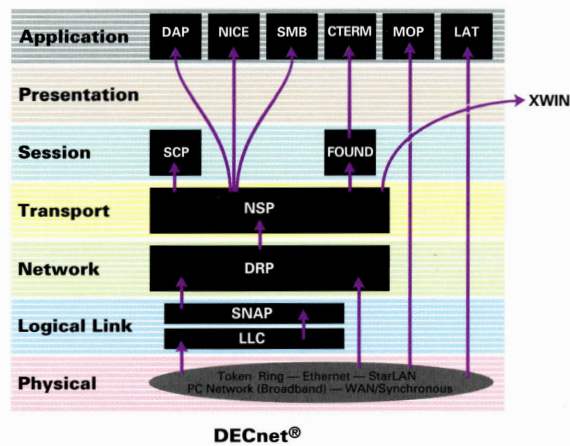 Application DAP NICE SMB CTERM MOP LAT
Presentation XWIN
Session SCP FOUND
Transport NSP
Network DRP
SNAP
Logical Link
LLC
Physical Token Ring — Ethernet — StarLAN
PC Network (Broadband) — WAN/Synchronous
DECnet®